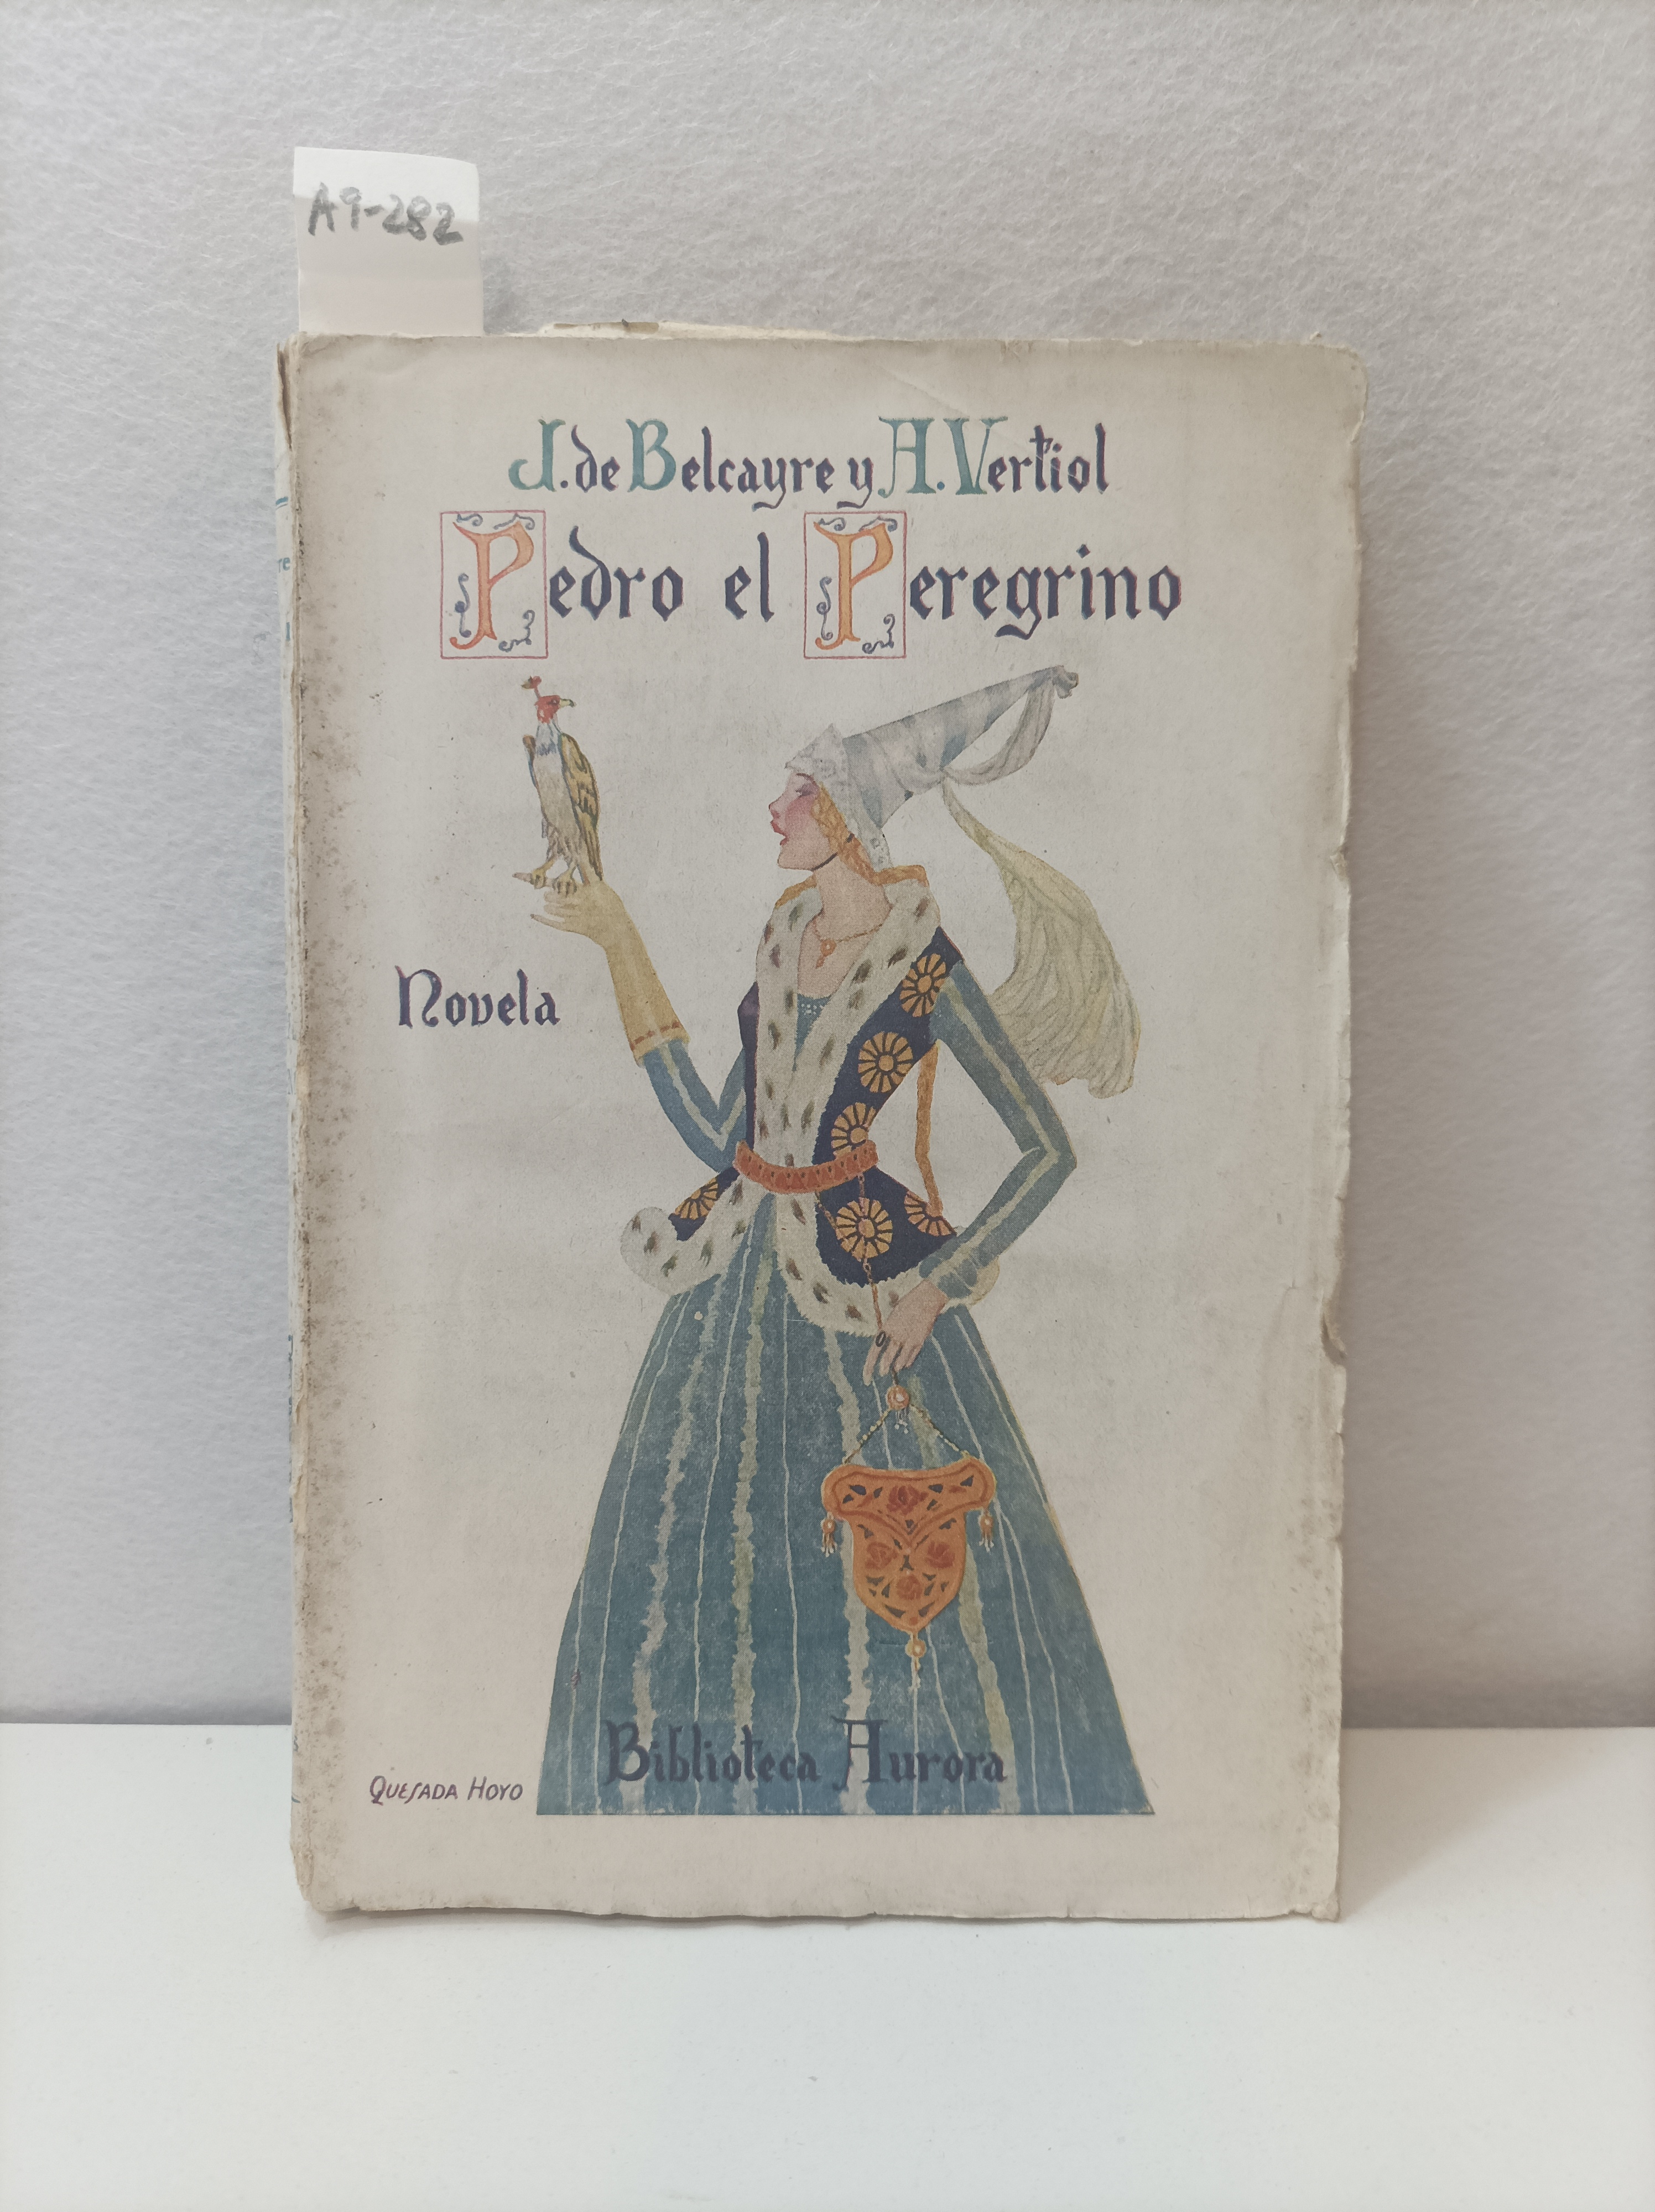 A9-282
J. de Belcayre y A. Vertiol
Pedro el Peregrino
Novela
Biblioteca Aurora
QUESADA HOYO